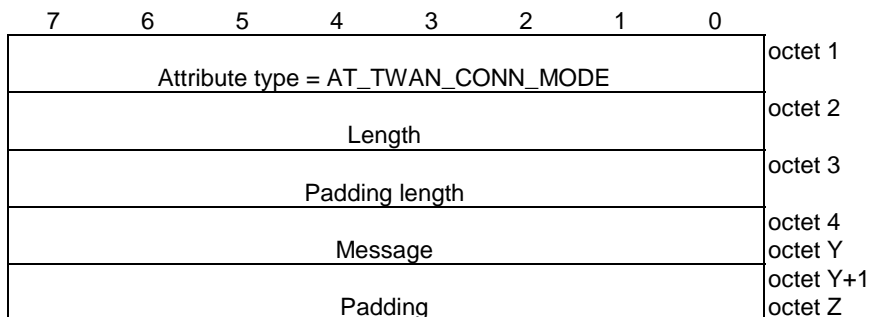 7 6 5 4 3 2 1 0
octet 1
Attribute type = AT_TWAN_CONN_MODE
octet 2
Length
octet 3
Padding length
octet 4
Message octet Y
octet Y+1
Padding octet Z